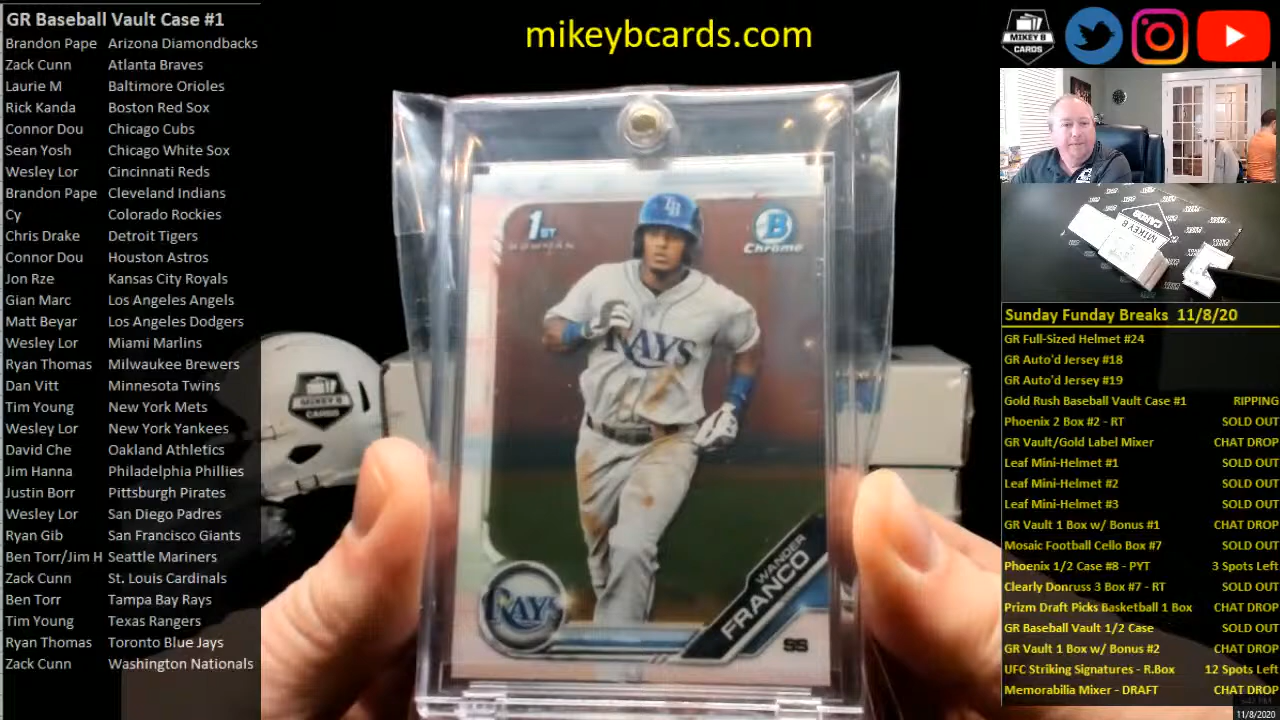 GR Baseball Vault Case #1
Brandon Pape Arizona Diamondbacks
Zack Cunn Atlanta Braves
Laurie M Baltimore Orioles
Rick Kanda Boston Red Sox
Connor Dou Chicago Cubs
Sean Yosh Chicago White Sox
Wesley Lor Cincinnati Reds
Brandon Pape Cleveland Indians
Cy Colorado Rockies
Chris Drake Detroit Tigers
Connor Dou Houston Astros
Jon Rze Kansas City Royals
Gian Marc Los Angeles Angels
Matt Beyar Los Angeles Dodgers
Wesley Lor Miami Marlins
Ryan Thomas Milwaukee Brewers
Dan Vitt Minnesota Twins
Tim Young New York Mets
Wesley Lor New York Yankees
David Che Oakland Athletics
Jim Hanna Philadelphia Phillies
Justin Borr Pittsburgh Pirates
Wesley Lor San Diego Padres
Ryan Gib San Francisco Giants
Ben Torr/Jim H Seattle Mariners
Zack Cunn St. Louis Cardinals
Ben Torr Tampa Bay Rays
Tim Young Texas Rangers
Ryan Thomas Toronto Blue Jays
Zack Cunn Washington Nationals
mikeybcards.com
1ST
BOWMAN
B
Chrome
TB
RAYS
RAYS
WANDER
FRANCO
SS
MIKEY B
CARDS
MIKEY B
CARDS
MIKEY B
CARDS
Sunday Funday Breaks 11/8/20
GR Full-Sized Helmet #24
GR Auto'd Jersey #18
GR Auto'd Jersey #19
Gold Rush Baseball Vault Case #1 RIPPING
Phoenix 2 Box #2 - RT SOLD OUT
GR Vault/Gold Label Mixer CHAT DROP
Leaf Mini-Helmet #1 SOLD OUT
Leaf Mini-Helmet #2 SOLD OUT
Leaf Mini-Helmet #3 SOLD OUT
GR Vault 1 Box w/ Bonus #1 CHAT DROP
Mosaic Football Cello Box #7 SOLD OUT
Phoenix 1/2 Case #8 - PYT 3 Spots Left
Clearly Donruss 3 Box #7 - RT SOLD OUT
Prizm Draft Picks Basketball 1 Box CHAT DROP
GR Baseball Vault 1/2 Case SOLD OUT
GR Vault 1 Box w/ Bonus #2 CHAT DROP
UFC Striking Signatures - R.Box 12 Spots Left
Memorabilia Mixer - DRAFT CHAT DROP
11/8/2020